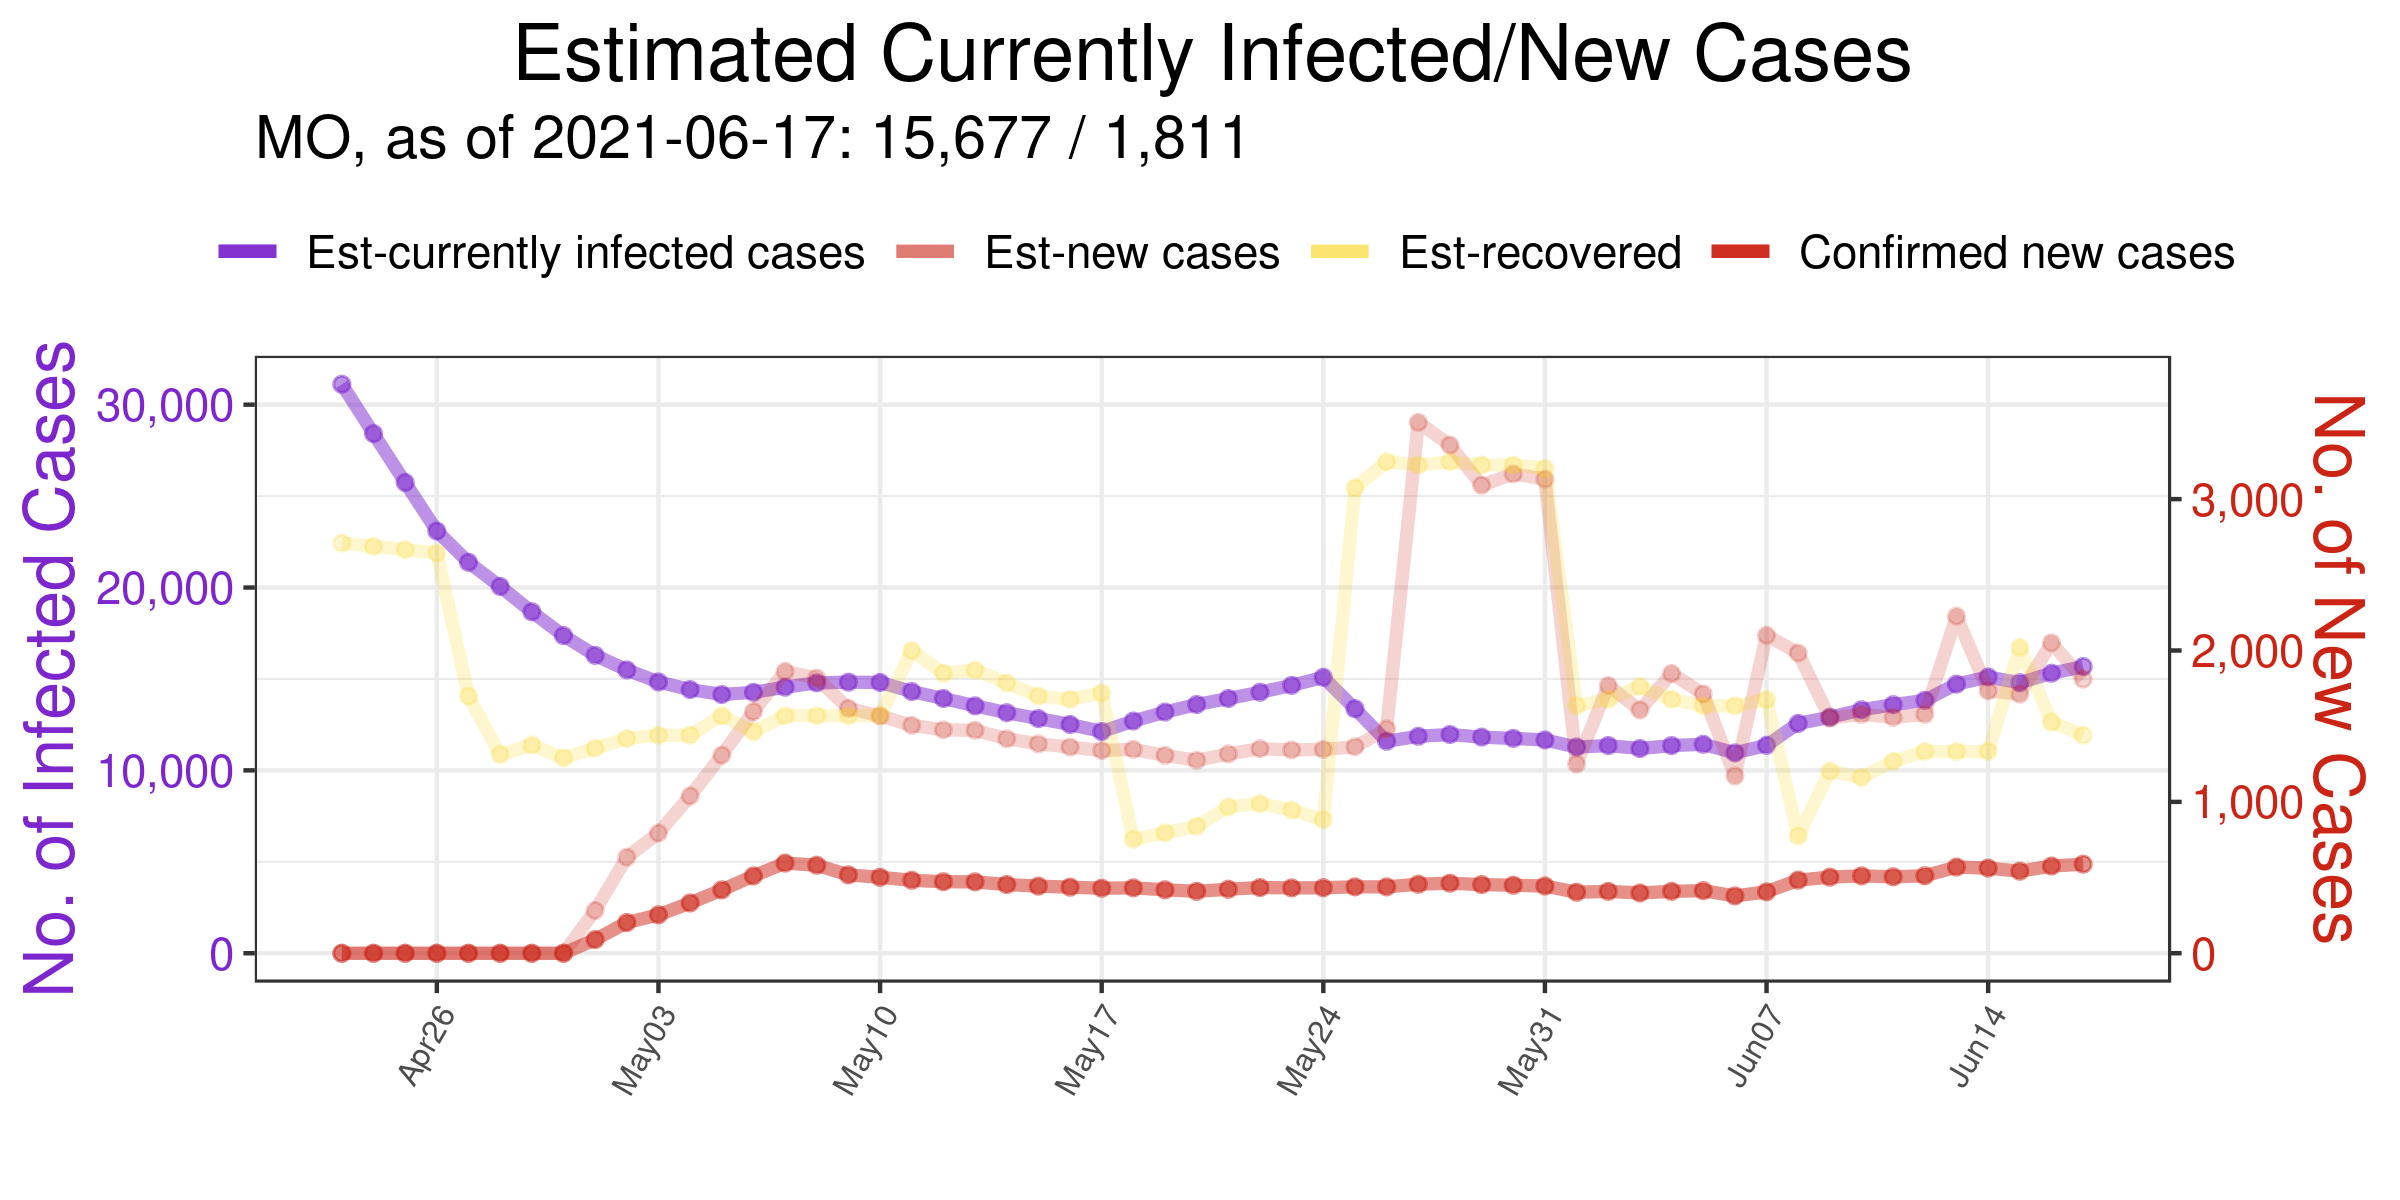 Estimated Currently Infected/New Cases
MO, as of 2021-06-17: 15,677 / 1,811
Est-currently infected cases
Est-new cases
Est-recovered
Confirmed new cases
No. of Infected Cases
30,000
20,000
10,000
0
No. of New Cases
3,000
2,000
1,000
0
Apr26
May03
May10
May17
May24
May31
Jun07
Jun14